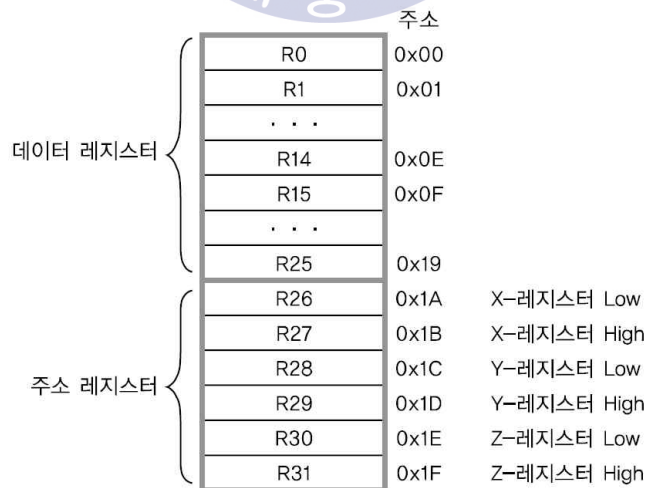 주소
R0 0x00
R1 0x01
· · ·
데이터 레지스터
R14 0x0E
R15 0x0F
· · ·
R25 0x19
R26 0x1A X-레지스터 Low
R27 0x1B X-레지스터 High
R28 0x1C Y-레지스터 Low
주소 레지스터
R29 0x1D Y-레지스터 High
R30 0x1E Z-레지스터 Low
R31 0x1F Z-레지스터 High